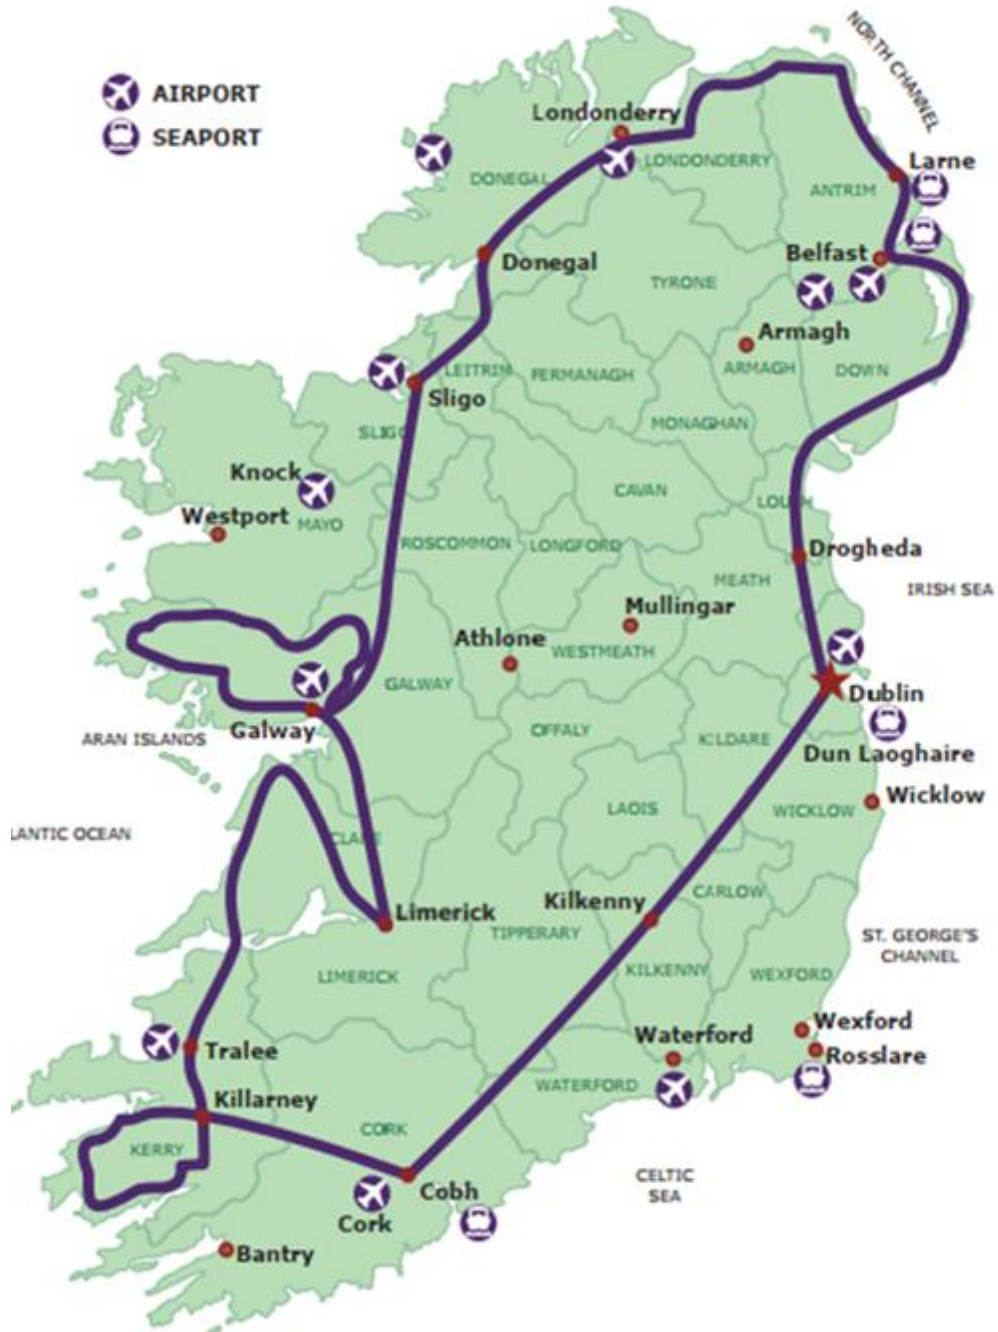 NORTH CHANNEL
AIRPORT
SEAPORT
Londonderry
LONDONDERRY
Larne
DONEGAL
ANTRIM
Belfast
Donegal
TYRONE
Armagh
LEITRIM
FERMANAGH
ARMAGH
DOWN
Sligo
SLIGO
MONAGHAN
Knock
CAVAN
LOUTH
Westport
MAYO
ROSCOMMON
LONGFORD
Drogheda
MEATH
IRISH SEA
Mullingar
Athlone
WESTMEATH
GALWAY
Dublin
Galway
OFFALY
KILDARE
ARAN ISLANDS
Dun Laoghaire
Wicklow
LAOIS
WICKLOW
LANTIC OCEAN
CLARE
CARLOW
Kilkenny
Limerick
TIPPERARY
ST. GEORGE'S
CHANNEL
LIMERICK
KILKENNY
WEXFORD
Wexford
Waterford
Tralee
Rosslare
WATERFORD
Killarney
CORK
KERRY
CELTIC
SEA
Cobh
Cork
Bantry